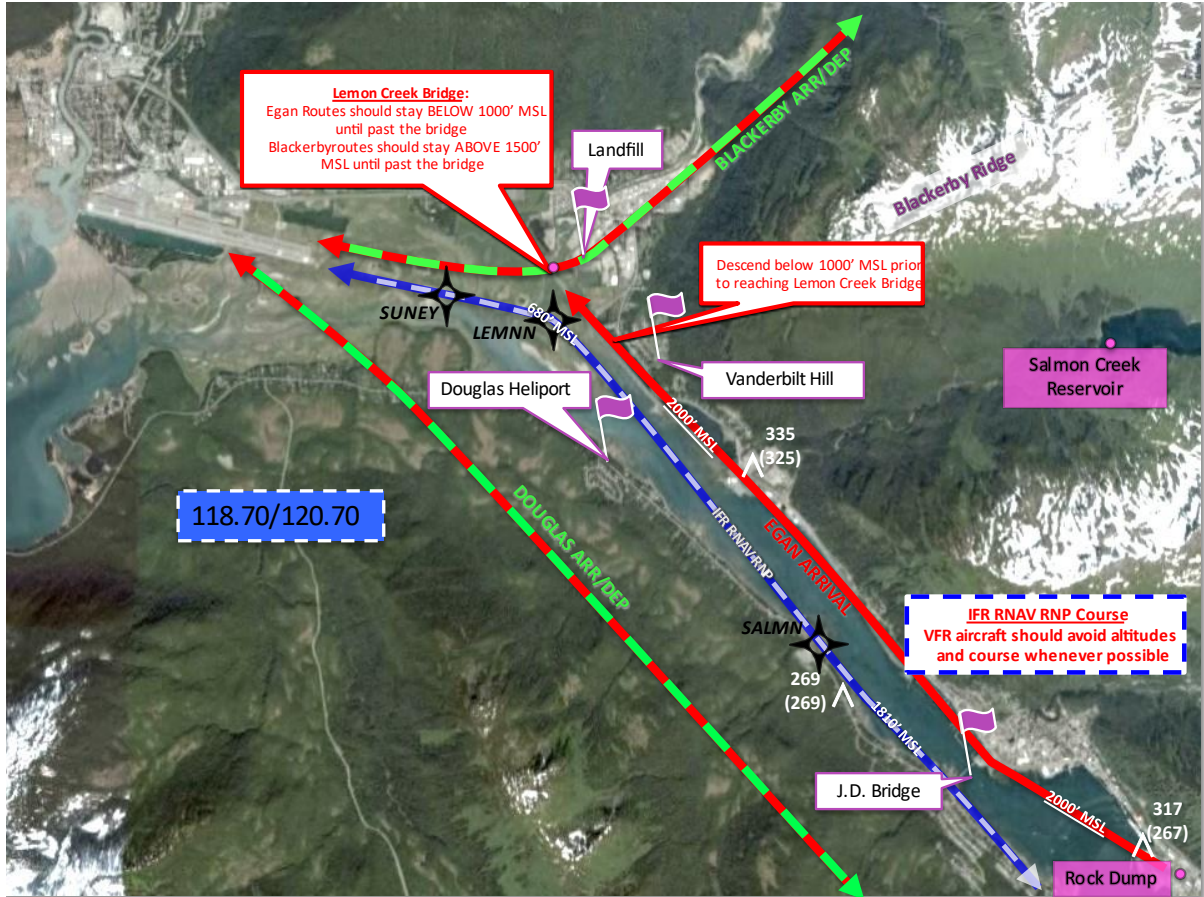 Lemon Creek Bridge:
Egan Routes should stay BELOW 1000' MSL
until past the bridge
Blackerbyroutes should stay ABOVE 1500'
MSL until past the bridge
BLACKERBY ARR/DEP
Landfill
Blackerby Ridge
Descend below 1000' MSL prior
to reaching Lemon Creek Bridge
SUNEY
LEMNN
680' MSL
Vanderbilt Hill
Salmon Creek
Reservoir
Douglas Heliport
2000' MSL
335
(325)
118.70/120.70
DOUGLAS ARR/DEP
IFR RNAV/RNP
EGAN ARRIVAL
IFR RNAV RNP Course
VFR aircraft should avoid altitudes
and course whenever possible
SALMN
269
(269)
1810' MSL
J.D. Bridge
2000' MSL
317
(267)
Rock Dump